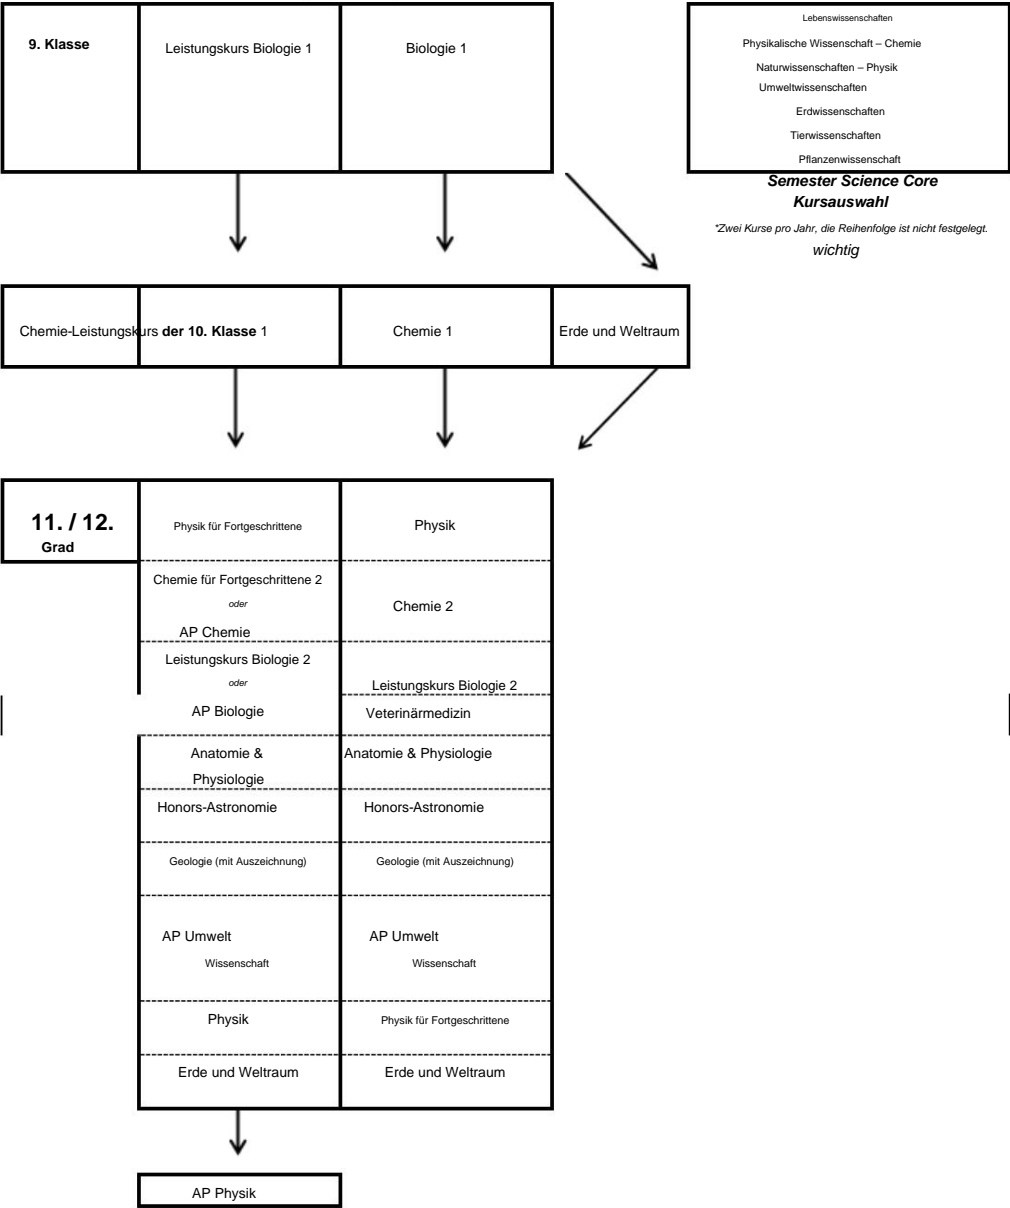 9. Klasse
Leistungskurs Biologie 1
Biologie 1
Lebenswissenschaften
Physikalische Wissenschaft – Chemie
Naturwissenschaften – Physik
Umweltwissenschaften
Erdwissenschaften
Tierwissenschaften
Pflanzenwissenschaft
Semester Science Core
Kursauswahl
*Zwei Kurse pro Jahr, die Reihenfolge ist nicht festgelegt.
wichtig
Chemie-Leistungskurs der 10. Klasse 1
Chemie 1
Erde und Weltraum
11. / 12.
Grad
Physik für Fortgeschrittene
Physik
Chemie für Fortgeschrittene 2
oder
AP Chemie
Chemie 2
Leistungskurs Biologie 2
oder
AP Biologie
Leistungskurs Biologie 2
Veterinärmedizin
Anatomie &
Physiologie
Anatomie & Physiologie
Honors-Astronomie
Honors-Astronomie
Geologie (mit Auszeichnung)
Geologie (mit Auszeichnung)
AP Umwelt
Wissenschaft
AP Umwelt
Wissenschaft
Physik
Physik für Fortgeschrittene
Erde und Weltraum
Erde und Weltraum
AP Physik